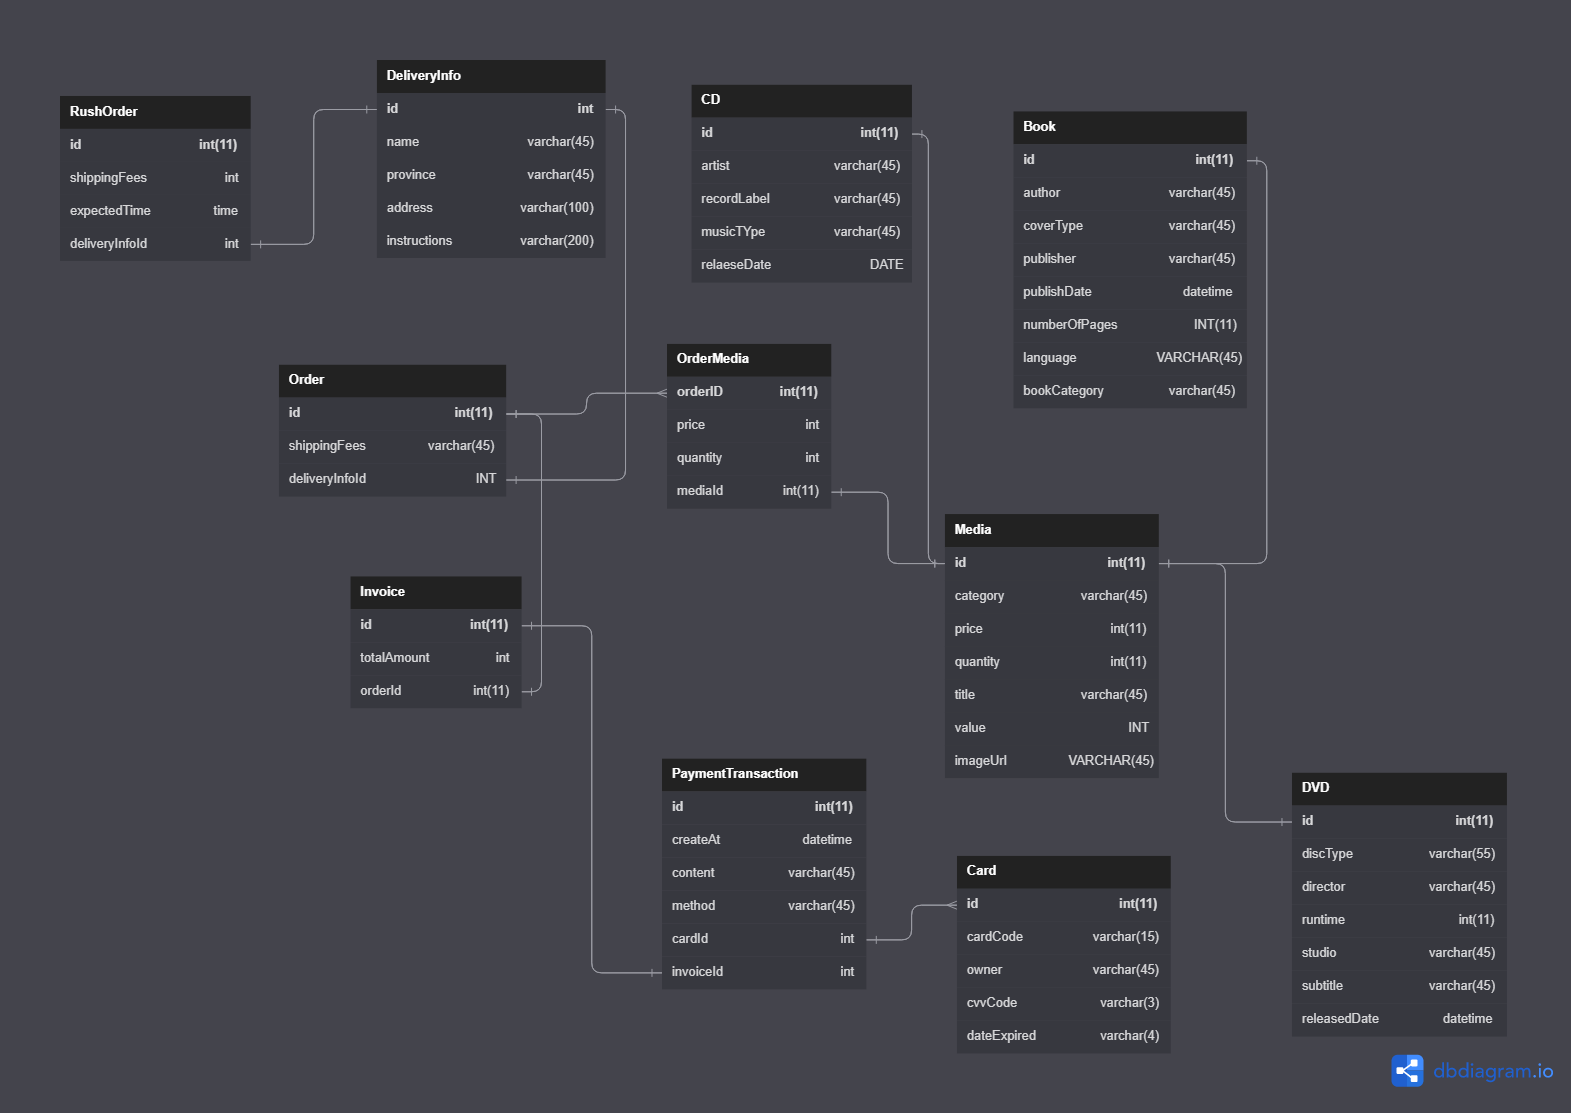 RushOrder
id int(11)
shippingFees int
expectedTime time
deliveryInfoId int
DeliveryInfo
id int
name varchar(45)
province varchar(45)
address varchar(100)
instructions varchar(200)
CD
id int(11)
artist varchar(45)
recordLabel varchar(45)
musicTYpe varchar(45)
relaeseDate DATE
Book
id int(11)
author varchar(45)
coverType varchar(45)
publisher varchar(45)
publishDate datetime
numberOfPages INT(11)
language VARCHAR(45)
bookCategory varchar(45)
Order
id int(11)
shippingFees varchar(45)
deliveryInfoId INT
OrderMedia
orderID int(11)
price int
quantity int
mediaId int(11)
Media
id int(11)
category varchar(45)
price int(11)
quantity int(11)
title varchar(45)
value INT
imageUrl VARCHAR(45)
Invoice
id int(11)
totalAmount int
orderId int(11)
PaymentTransaction
id int(11)
createAt datetime
content varchar(45)
method varchar(45)
cardId int
invoiceId int
Card
id int(11)
cardCode varchar(15)
owner varchar(45)
cvvCode varchar(3)
dateExpired varchar(4)
DVD
id int(11)
discType varchar(55)
director varchar(45)
runtime int(11)
studio varchar(45)
subtitle varchar(45)
releasedDate datetime
dbdiagram.io